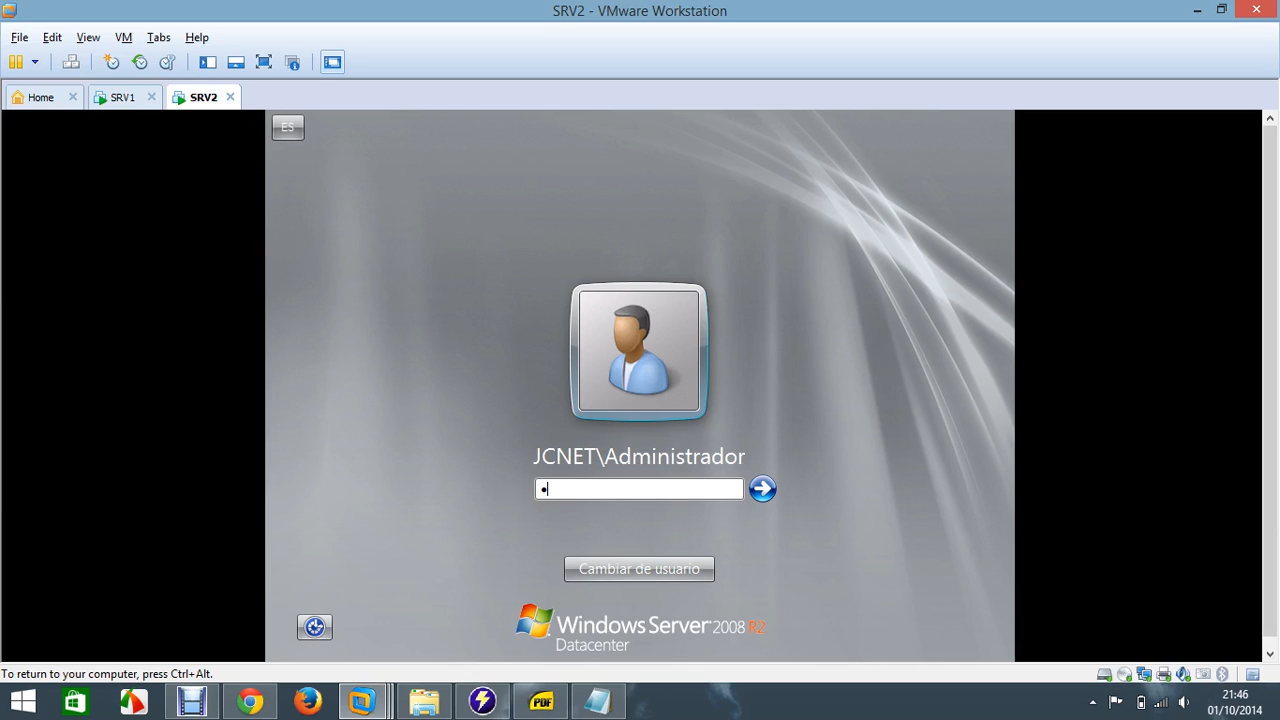 SRV2 - VMware Workstation
File Edit View VM Tabs Help
Home SRV1 SRV2
ES
JCNET\Administrador
Cambiar de usuario
Windows Server 2008 R2
Datacenter
To return to your computer, press Ctrl+Alt.
PDF
21:46
01/10/2014